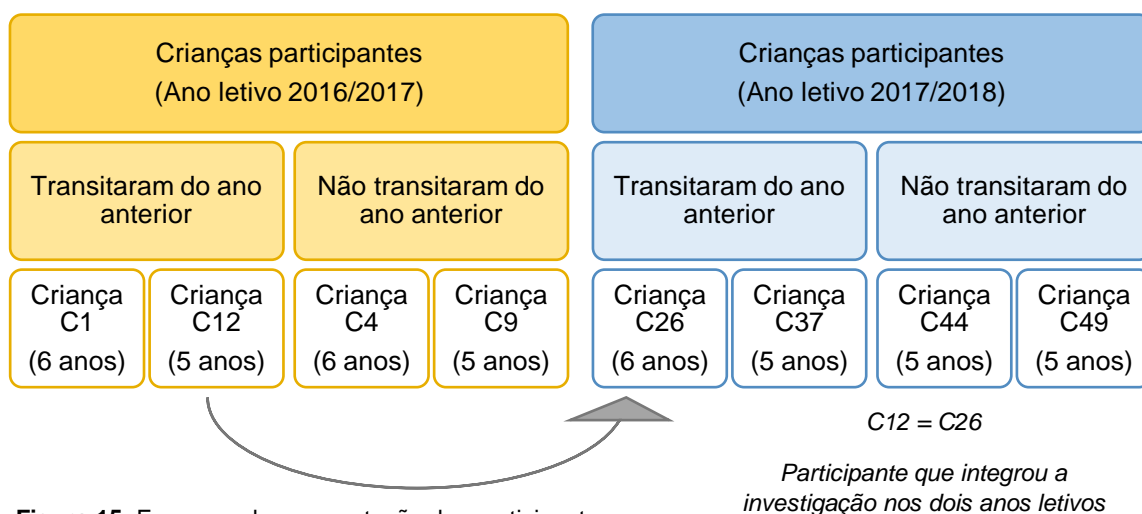 Crianças participantes
(Ano letivo 2016/2017)
Crianças participantes
(Ano letivo 2017/2018)
Transitaram do ano
anterior
Não transitaram do
ano anterior
Transitaram do ano
anterior
Não transitaram do
ano anterior
Criança
C1
(6 anos)
Criança
C12
(5 anos)
Criança
C4
(6 anos)
Criança
C9
(5 anos)
Criança
C26
(6 anos)
Criança
C37
(5 anos)
Criança
C44
(5 anos)
Criança
C49
(5 anos)
C12 = C26
Participante que integrou a
investigação nos dois anos letivos
Figura 15: